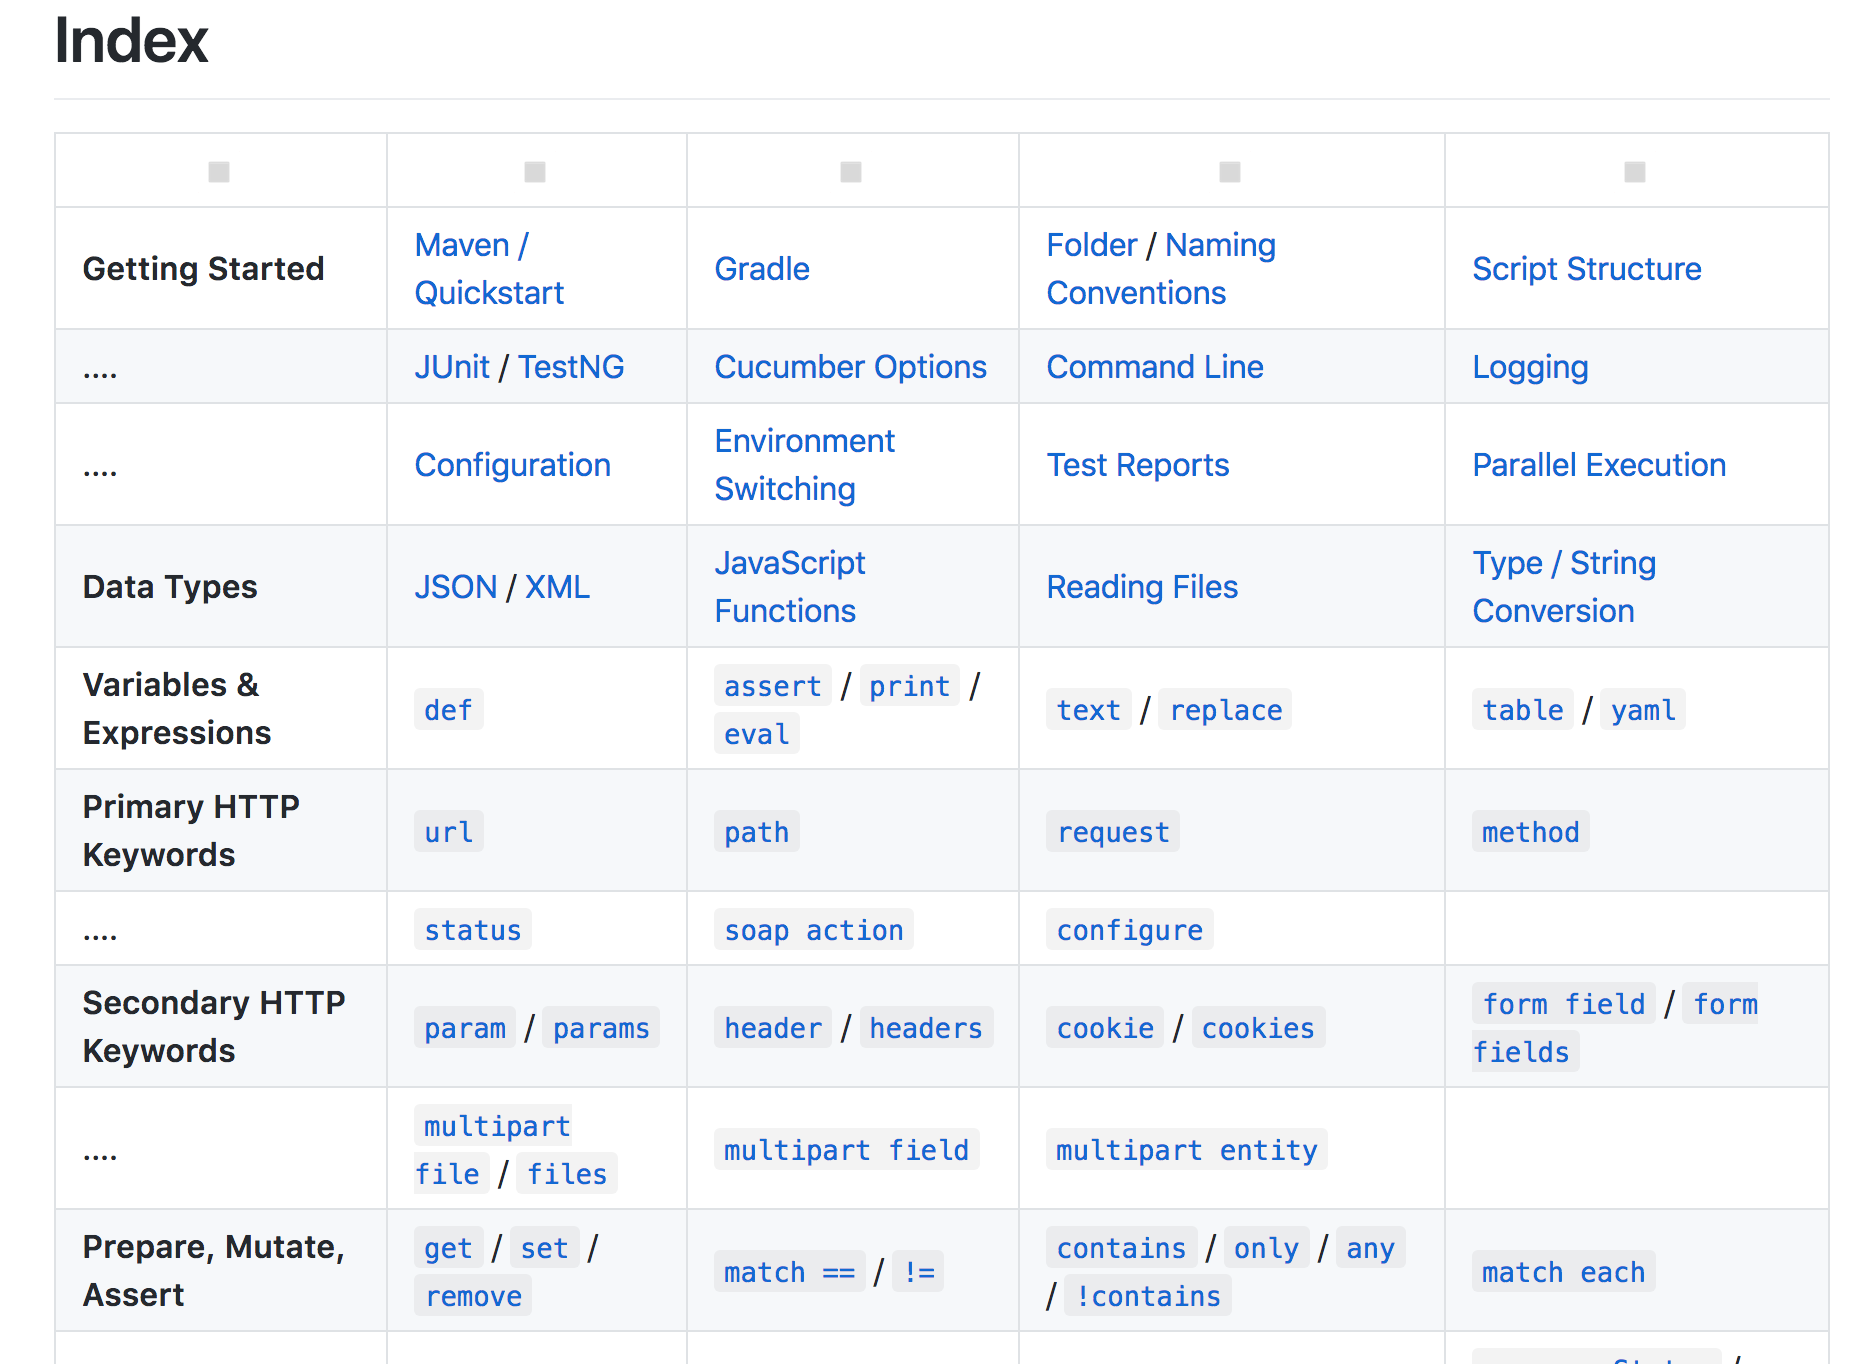 Index
Getting Started
Maven /
Quickstart
Gradle
Folder / Naming
Conventions
Script Structure
....
JUnit / TestNG
Cucumber Options
Command Line
Logging
....
Configuration
Environment
Switching
Test Reports
Parallel Execution
Data Types
JSON / XML
JavaScript
Functions
Reading Files
Type / String
Conversion
Variables &
Expressions
def
assert / print /
eval
text / replace
table / yaml
Primary HTTP
Keywords
url
path
request
method
....
status
soap action
configure
Secondary HTTP
Keywords
param / params
header / headers
cookie / cookies
form field / form
fields
....
multipart
file / files
multipart field
multipart entity
Prepare, Mutate,
Assert
get / set /
remove
match == / !=
contains / only / any
/ !contains
match each